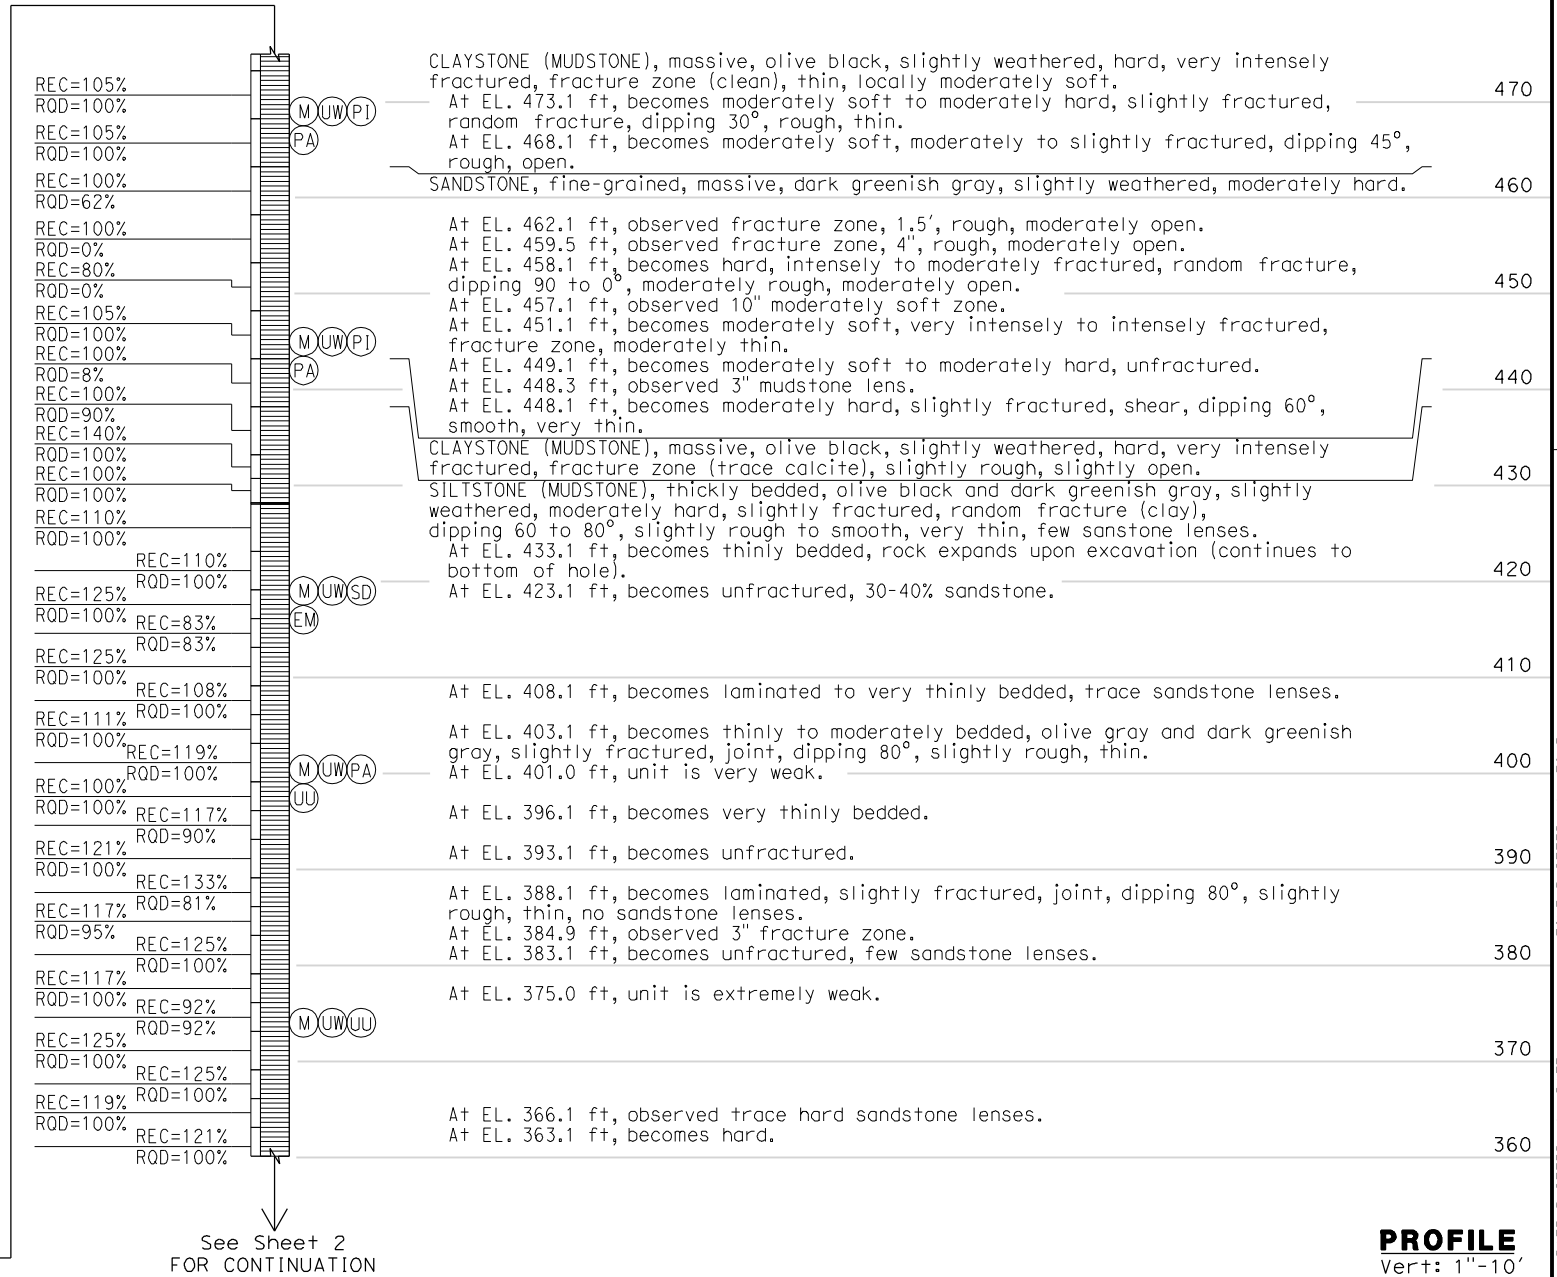 CLAYSTONE (MUDSTONE), massive, olive black, slightly weathered, hard, very intensely
fractured, fracture zone (clean), thin, locally moderately soft.
At EL. 473.1 ft, becomes moderately soft to moderately hard, slightly fractured,
random fracture, dipping 30°, rough, thin.
At EL. 468.1 ft, becomes moderately soft, moderately to slightly fractured, dipping 45°,
rough, open.
SANDSTONE, fine-grained, massive, dark greenish gray, slightly weathered, moderately hard.
At EL. 462.1 ft, observed fracture zone, 1.5', rough, moderately open.
At EL. 459.5 ft, observed fracture zone, 4", rough, moderately open.
At EL. 458.1 ft, becomes hard, intensely to moderately fractured, random fracture,
dipping 90 to 0°, moderately rough, moderately open.
At EL. 457.1 ft, observed 10" moderately soft zone.
At EL. 451.1 ft, becomes moderately soft, very intensely to intensely fractured,
fracture zone, moderately thin.
At EL. 449.1 ft, becomes moderately soft to moderately hard, unfractured.
At EL. 448.3 ft, observed 3" mudstone lens.
At EL. 448.1 ft, becomes moderately hard, slightly fractured, shear, dipping 60°,
smooth, very thin.
CLAYSTONE (MUDSTONE), massive, olive black, slightly weathered, hard, very intensely
fractured, fracture zone (trace calcite), slightly rough, slightly open.
SILTSTONE (MUDSTONE), thickly bedded, olive black and dark greenish gray, slightly
weathered, moderately hard, slightly fractured, random fracture (clay),
dipping 60 to 80°, slightly rough to smooth, very thin, few sanstone lenses.
At EL. 433.1 ft, becomes thinly bedded, rock expands upon excavation (continues to
bottom of hole).
At EL. 423.1 ft, becomes unfractured, 30-40% sandstone.
At EL. 408.1 ft, becomes laminated to very thinly bedded, trace sandstone lenses.
At EL. 403.1 ft, becomes thinly to moderately bedded, olive gray and dark greenish
gray, slightly fractured, joint, dipping 80°, slightly rough, thin.
At EL. 401.0 ft, unit is very weak.
At EL. 396.1 ft, becomes very thinly bedded.
At EL. 393.1 ft, becomes unfractured.
At EL. 388.1 ft, becomes laminated, slightly fractured, joint, dipping 80°, slightly
rough, thin, no sandstone lenses.
At EL. 384.9 ft, observed 3" fracture zone.
At EL. 383.1 ft, becomes unfractured, few sandstone lenses.
At EL. 375.0 ft, unit is extremely weak.
At EL. 366.1 ft, observed trace hard sandstone lenses.
At EL. 363.1 ft, becomes hard.
REC=105%
RQD=100%
REC=105%
RQD=100%
REC=100%
RQD=62%
REC=100%
RQD=0%
REC=80%
RQD=0%
REC=105%
RQD=100%
REC=100%
RQD=8%
REC=100%
RQD=90%
REC=140%
RQD=100%
REC=100%
RQD=100%
REC=110%
RQD=100%
REC=110%
RQD=100%
REC=125%
RQD=100%
REC=83%
RQD=83%
REC=125%
RQD=100%
REC=108%
RQD=100%
REC=111%
RQD=100%
REC=119%
RQD=100%
REC=100%
RQD=100%
REC=117%
RQD=90%
REC=121%
RQD=100%
REC=133%
RQD=81%
REC=117%
RQD=95%
REC=125%
RQD=100%
REC=117%
RQD=100%
REC=92%
RQD=92%
REC=125%
RQD=100%
REC=125%
RQD=100%
REC=119%
RQD=100%
REC=121%
RQD=100%
M UW PI
PA
M UW PI
PA
M UW SD
EM
M UW PA
UU
M UW UU
470
460
450
440
430
420
410
400
390
380
370
360
See Sheet 2
FOR CONTINUATION
PROFILE
Vert: 1"-10'